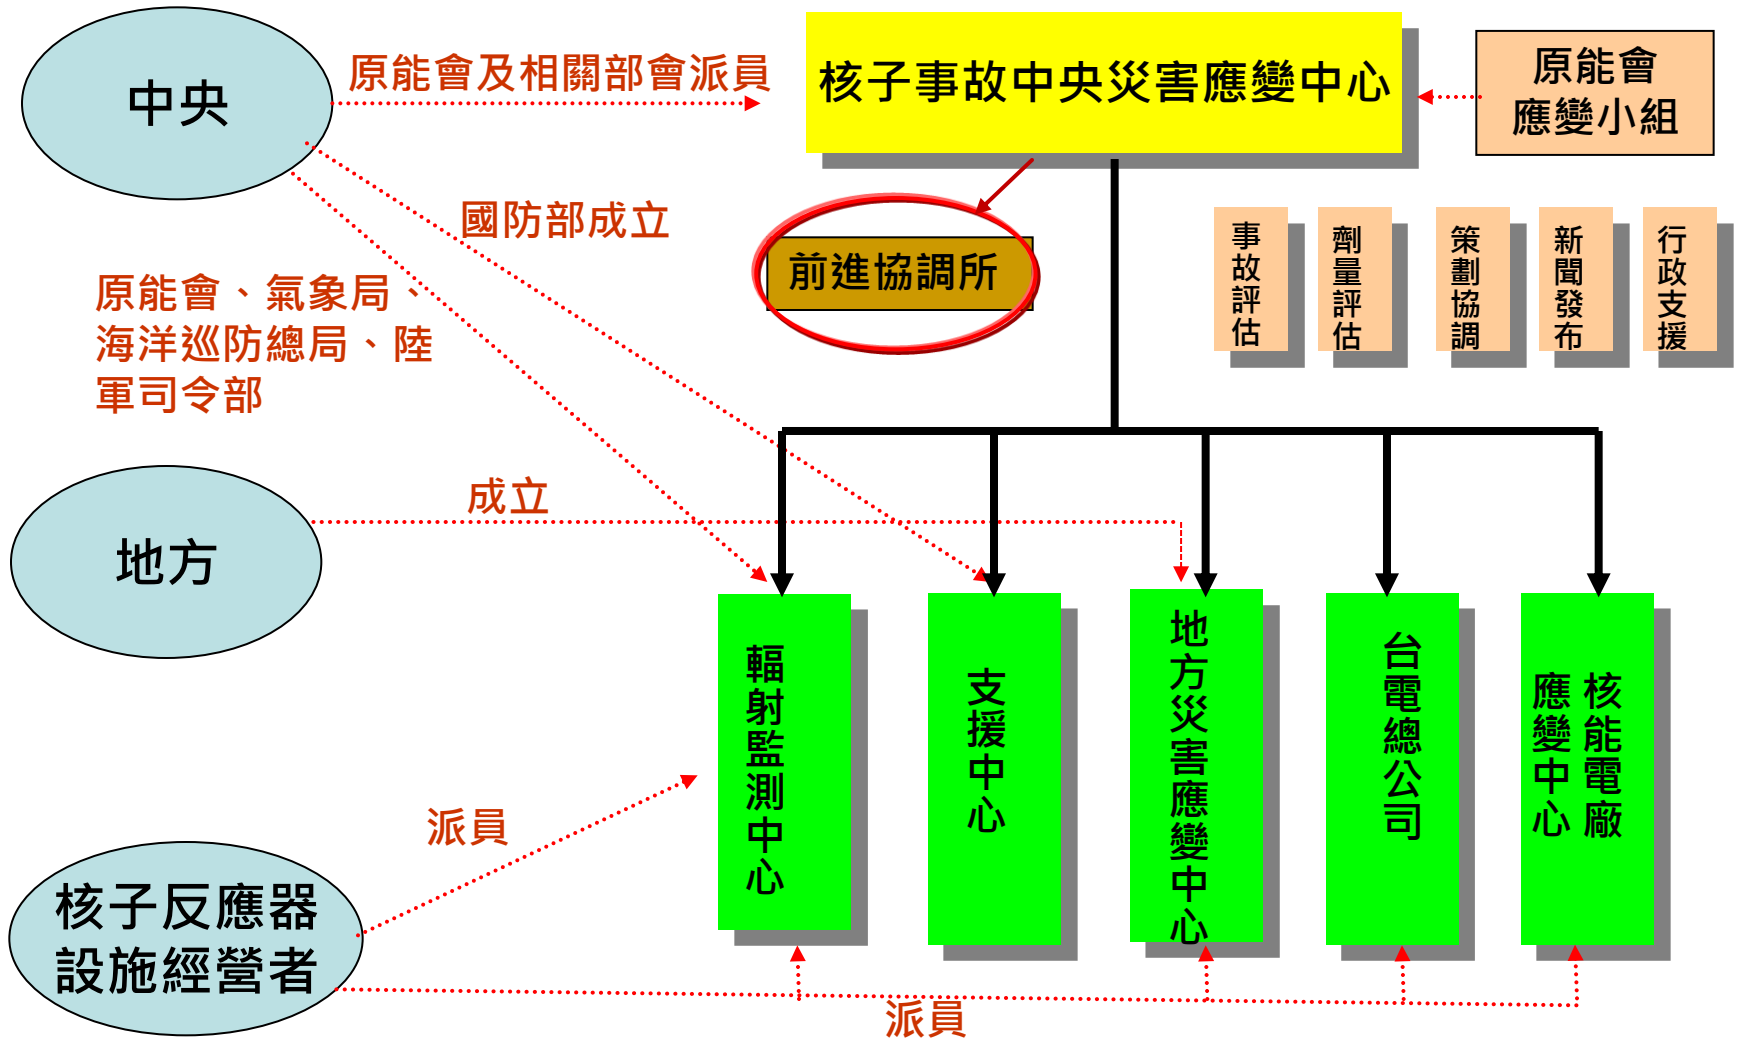 中央
原能會及相關部會派員
核子事故中央災害應變中心
原能會
應變小組
國防部成立
前進協調所
事故評估
劑量評估
策劃協調
新聞發布
行政支援
原能會、氣象局、
海洋巡防總局、陸
軍司令部
成立
地方
輻射監測中心
支援中心
地方災害應變中心
台電總公司
核能電廠
應變中心
派員
核子反應器
設施經營者
派員